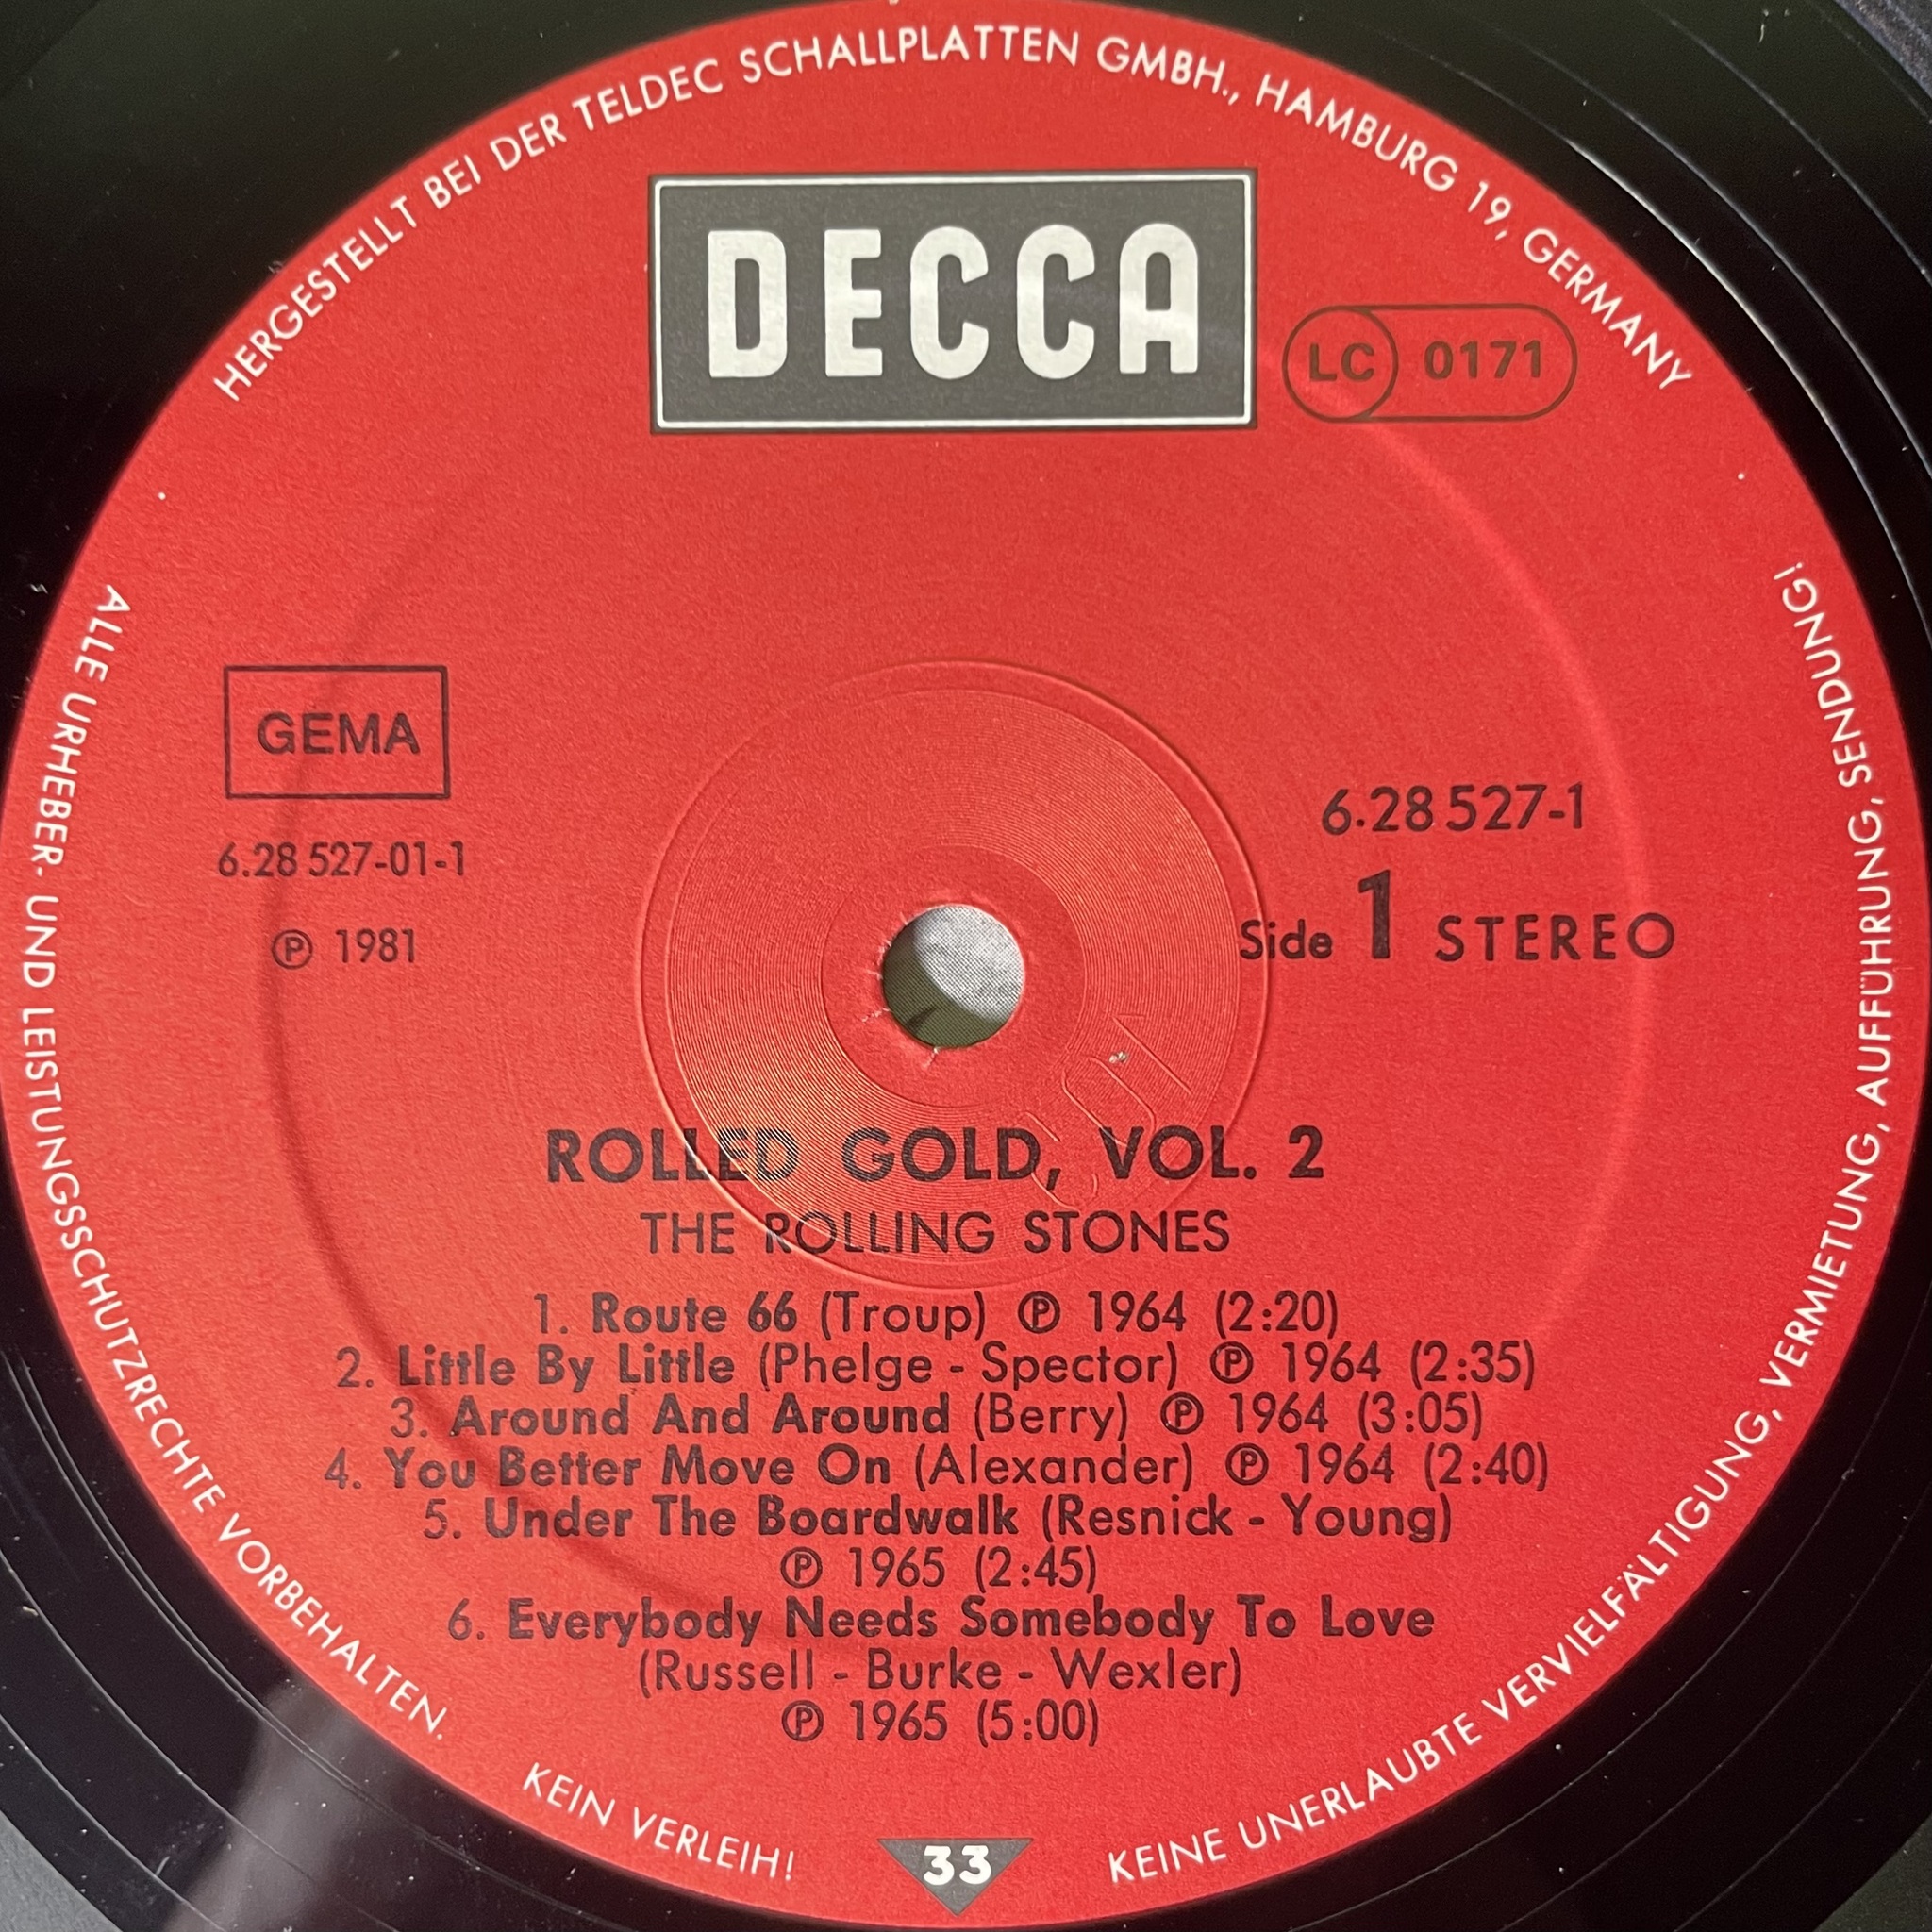 HERGESTELLT BEI DER TELDEC SCHALLPLATTEN GMBH., HAMBURG 19, GERMANY
DECCA
LC 0171
GEMA
6.28 527-01-1
℗ 1981
6.28 527-1
Side 1 STEREO
ROLLED GOLD, VOL. 2
THE ROLLING STONES
1. Route 66 (Troup) ℗ 1964 (2:20)
2. Little By Little (Phelge - Spector) ℗ 1964 (2:35)
3. Around And Around (Berry) ℗ 1964 (3:05)
4. You Better Move On (Alexander) ℗ 1964 (2:40)
5. Under The Boardwalk (Resnick - Young)
℗ 1965 (2:45)
6. Everybody Needs Somebody To Love
(Russell - Burke - Wexler)
℗ 1965 (5:00)
ALLE URHEBER- UND LEISTUNGSSCHUTZRECHTE VORBEHALTEN.
KEIN VERLEIH!
33
KEINE UNERLAUBTE VERVIELFÄLTIGUNG, VERMIETUNG, AUFFÜHRUNG, SENDUNG!